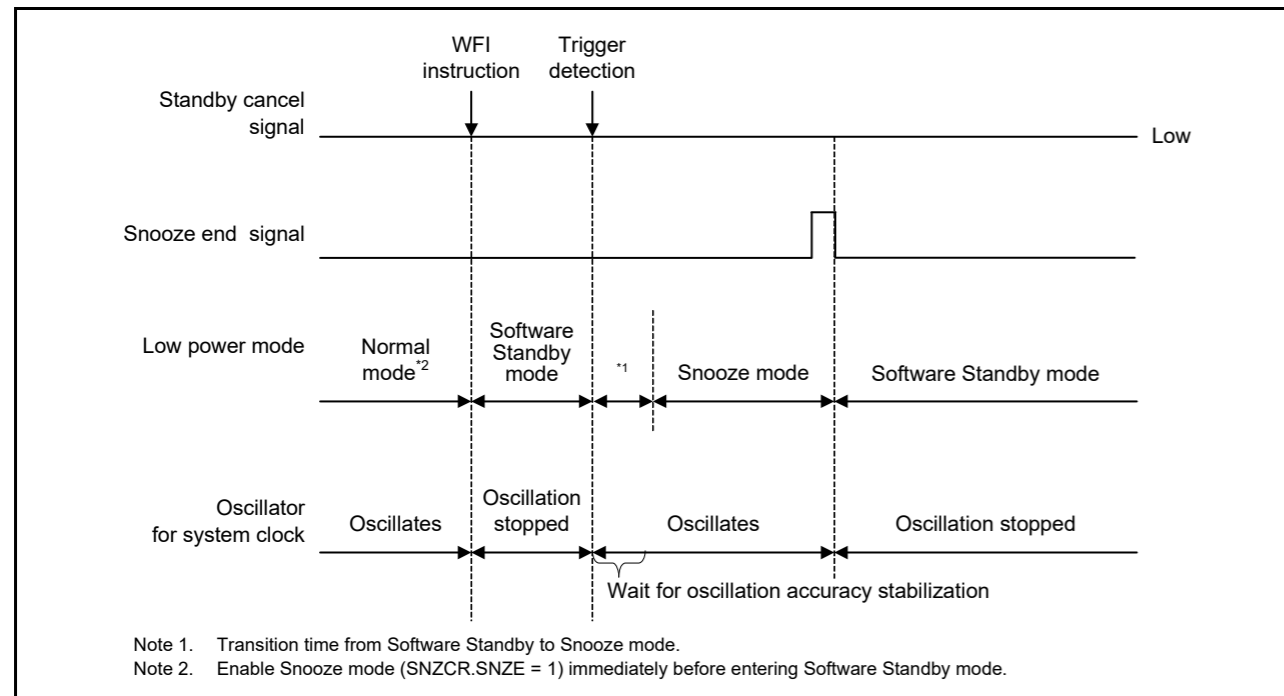 WFI
instruction
Trigger
detection
Standby cancel
signal
Low
Snooze end signal
Low power mode
Normal
mode*2
Software
Standby
mode
*1
Snooze mode
Software Standby mode
Oscillator
for system clock
Oscillates
Oscillation
stopped
Oscillates
Oscillation stopped
Wait for oscillation accuracy stabilization
Note 1. Transition time from Software Standby to Snooze mode.
Note 2. Enable Snooze mode (SNZCR.SNZE = 1) immediately before entering Software Standby mode.